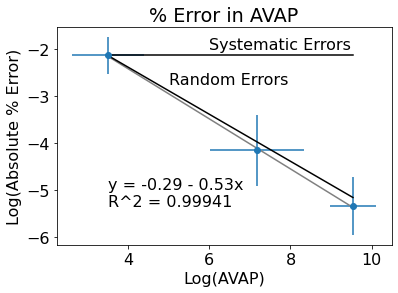 % Error in AVAP
Log(Absolute % Error)
−2
−3
−4
−5
−6
Systematic Errors
Random Errors
y = -0.29 - 0.53x
R^2 = 0.99941
4
6
8
10
Log(AVAP)